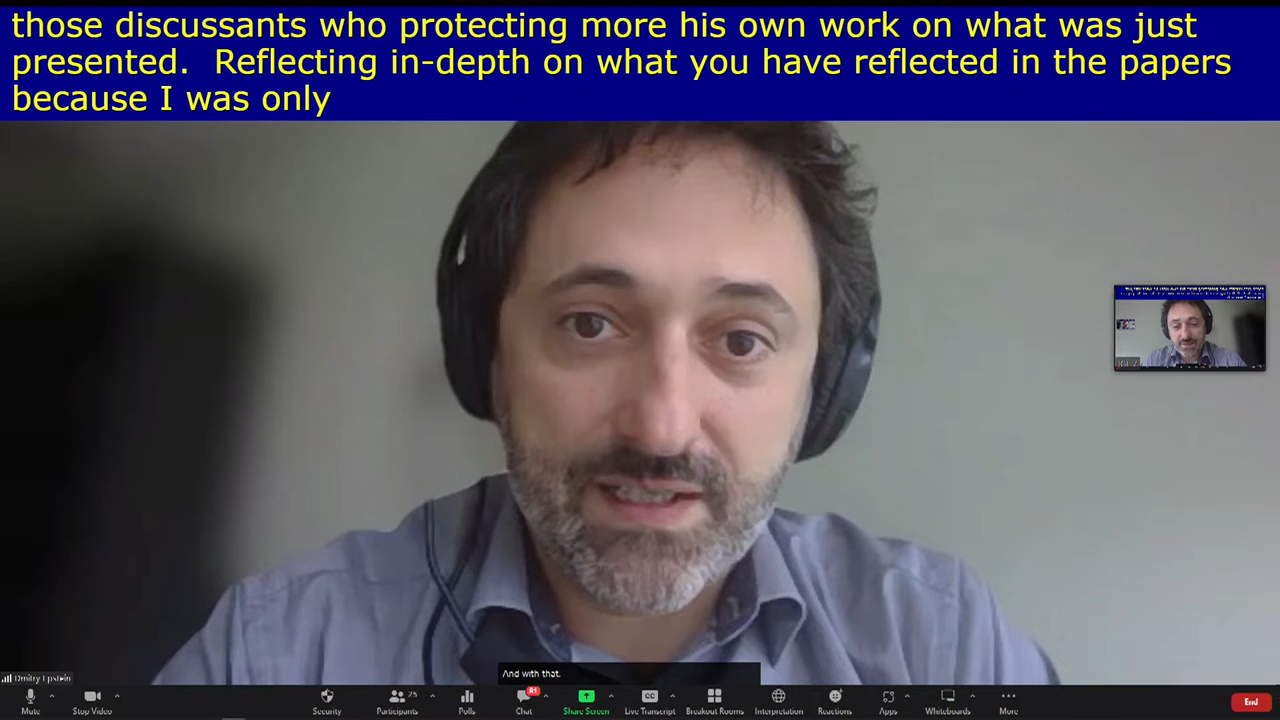 those discussants who protecting more his own work on what was just
presented.  Reflecting in-depth on what you have reflected in the papers
because I was only
And with that.
Dmitry Epstein
Mute
Stop Video
Security
Participants
Polls
Chat
Share Screen
Live Transcript
Breakout Rooms
Interpretation
Reactions
Apps
Whiteboards
More
End